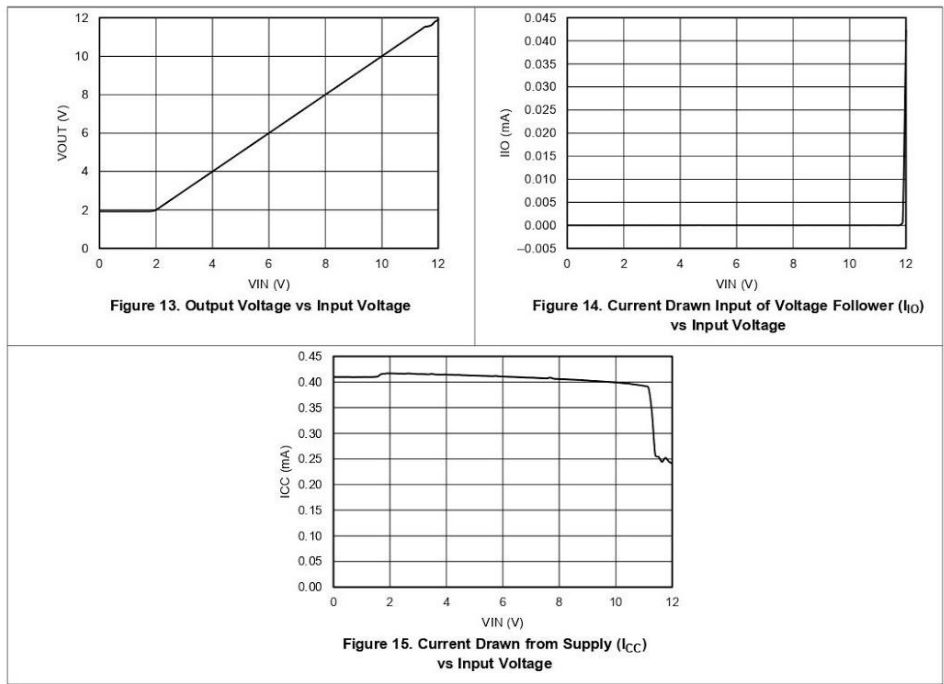 12
10
8
6
4
2
0
VOUT (V)
0 2 4 6 8 10 12
VIN (V)
Figure 13. Output Voltage vs Input Voltage
0.045
0.040
0.035
0.030
0.025
0.020
0.015
0.010
0.005
0.000
–0.005
IIO (mA)
0 2 4 6 8 10 12
VIN (V)
Figure 14. Current Drawn Input of Voltage Follower (IIO)
vs Input Voltage
0.45
0.40
0.35
0.30
0.25
0.20
0.15
0.10
0.05
0.00
ICC (mA)
0 2 4 6 8 10 12
VIN (V)
Figure 15. Current Drawn from Supply (ICC)
vs Input Voltage